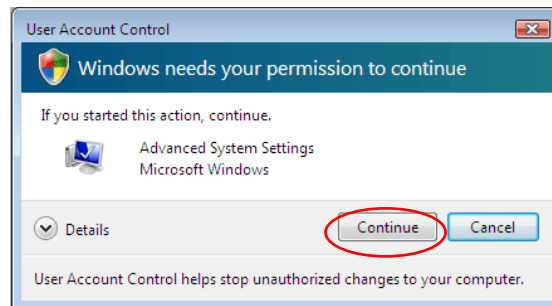 User Account Control
Windows needs your permission to continue
If you started this action, continue.
Advanced System Settings
Microsoft Windows
Details
Continue
Cancel
User Account Control helps stop unauthorized changes to your computer.